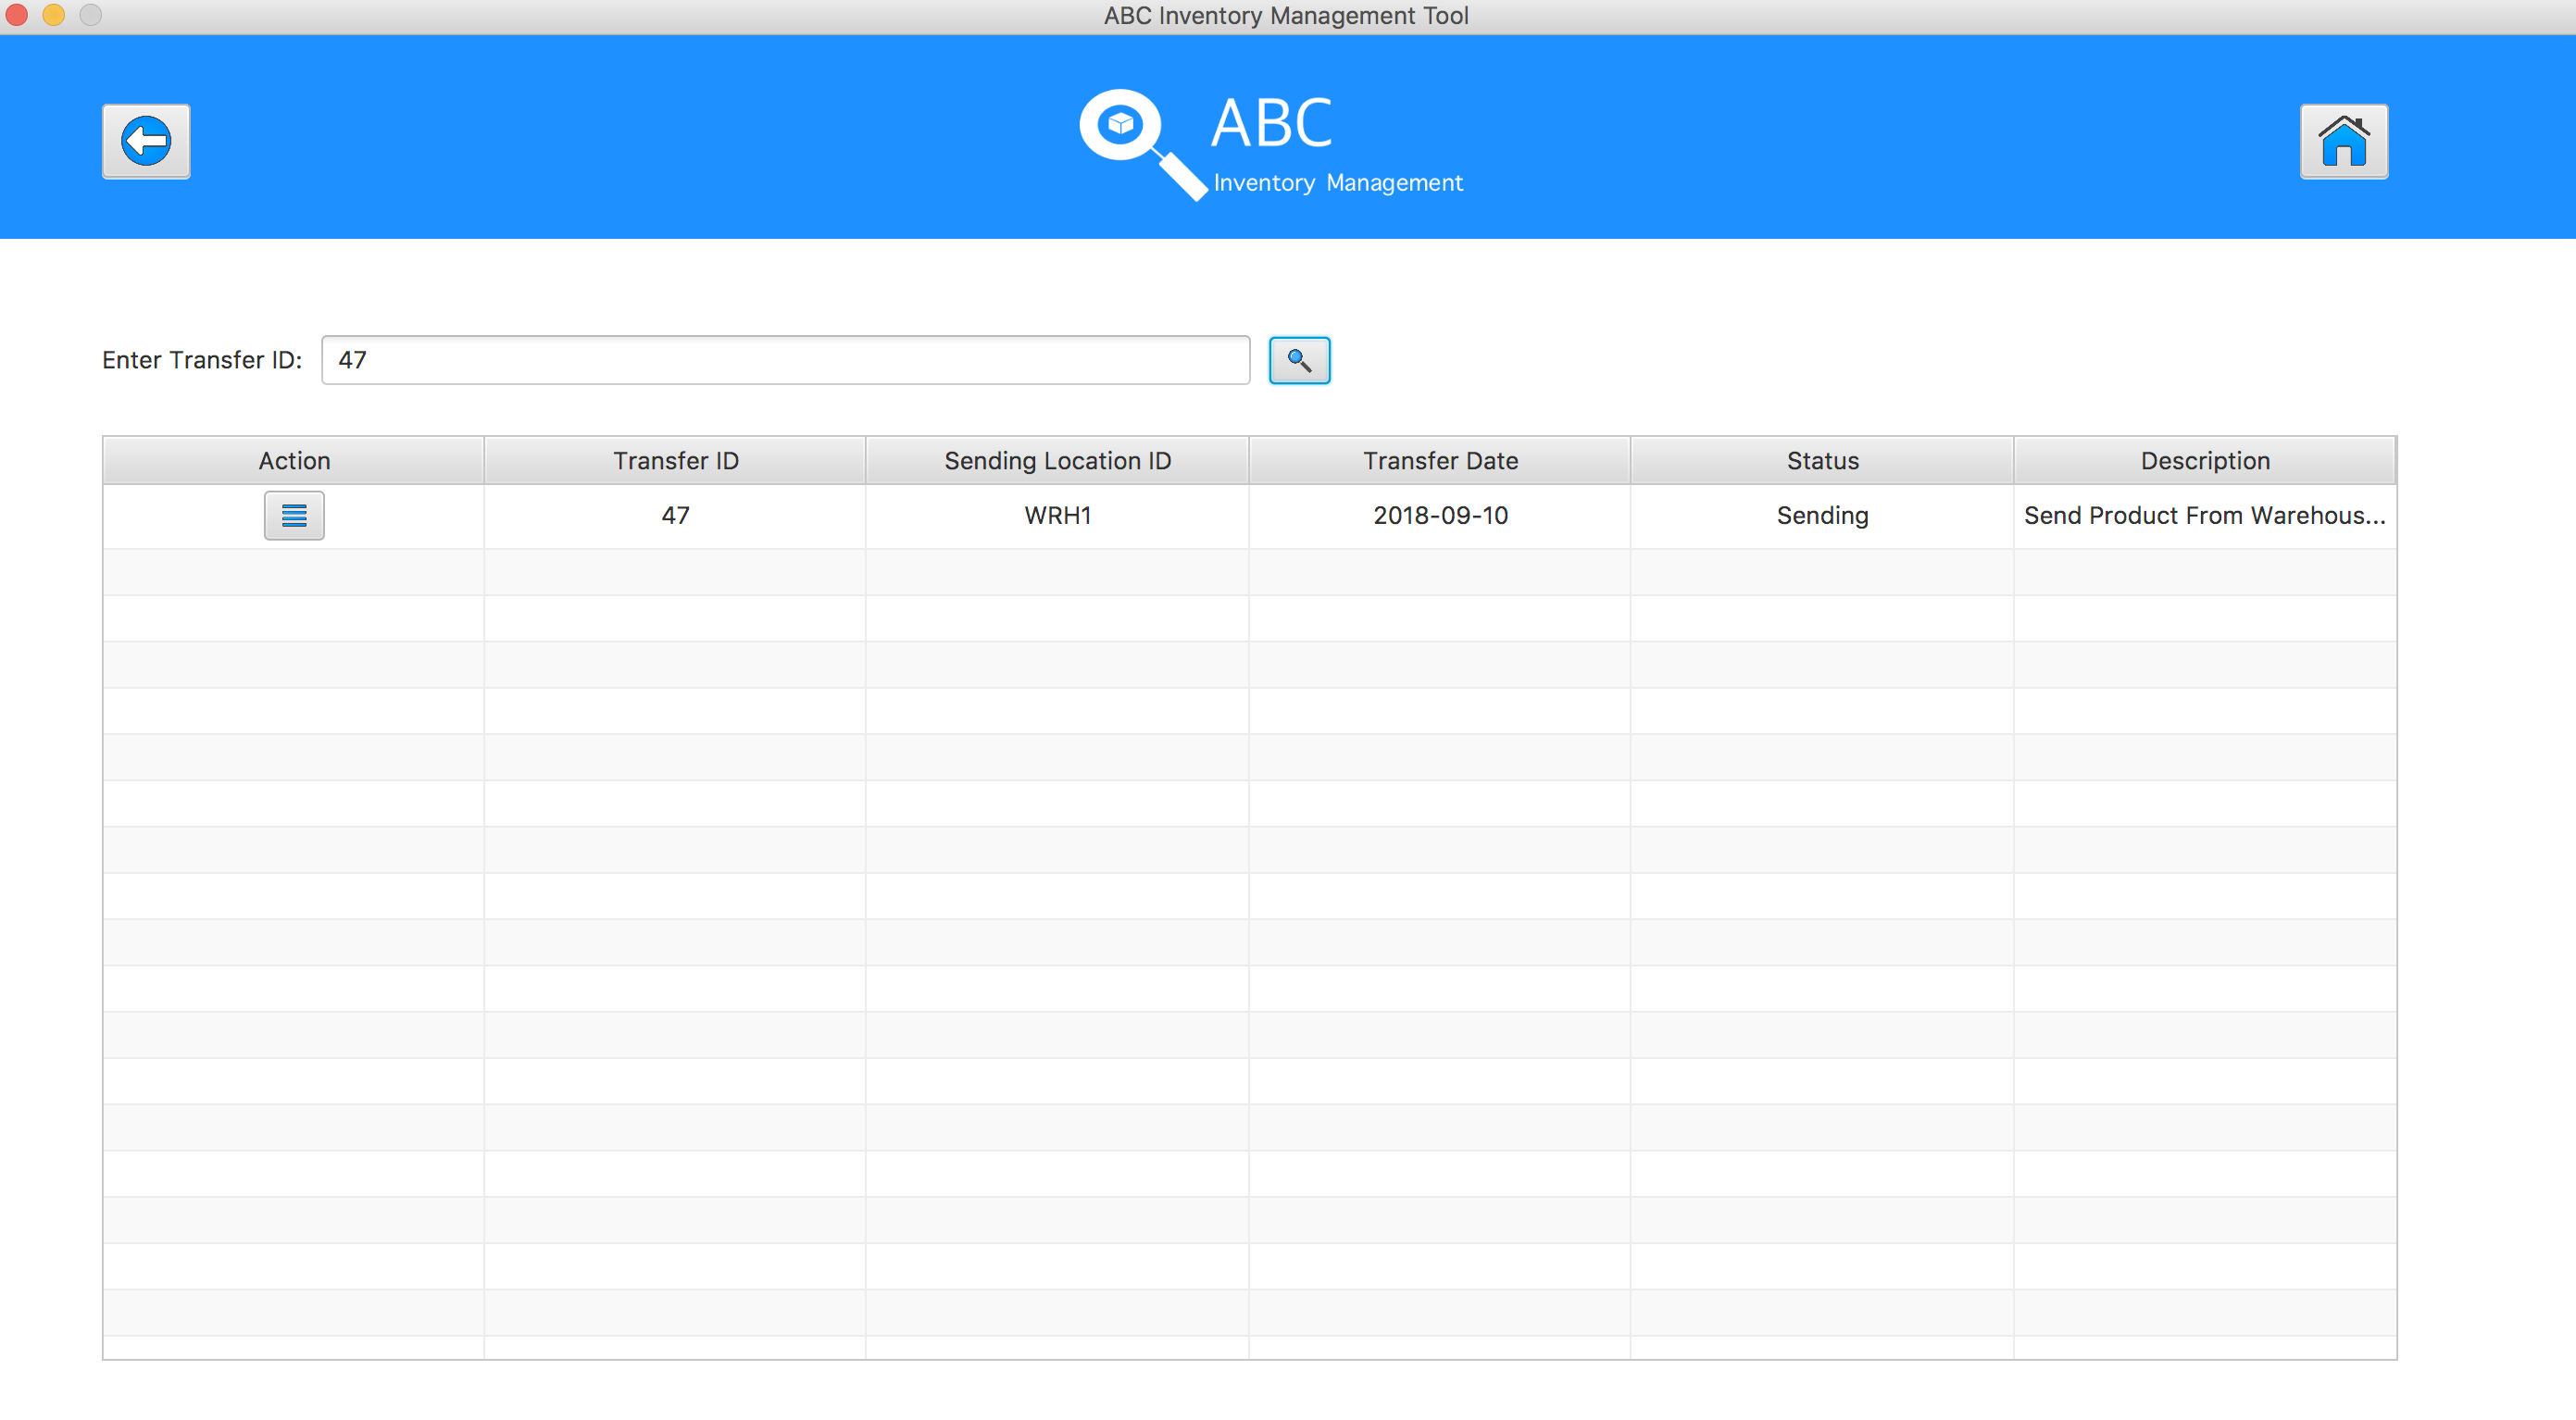 ABC Inventory Management Tool
ABC
Inventory Management
Enter Transfer ID: 47
Action Transfer ID Sending Location ID Transfer Date Status Description
47 WRH1 2018-09-10 Sending Send Product From Warehous...